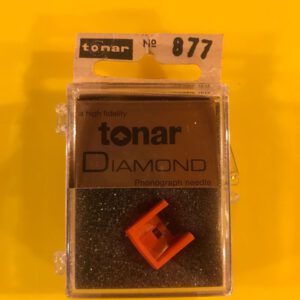 tonar No 877
a high fidelity
tonar
DIAMOND
Phonograph needle